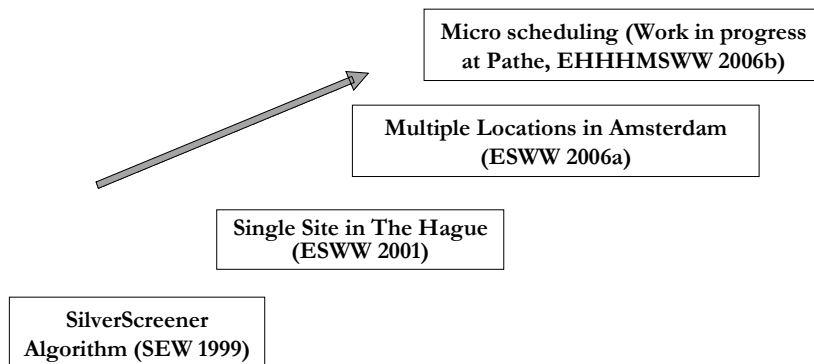 Micro scheduling (Work in progress
at Pathe, EHHHMSWW 2006b)
Multiple Locations in Amsterdam
(ESWW 2006a)
Single Site in The Hague
(ESWW 2001)
SilverScreener
Algorithm (SEW 1999)